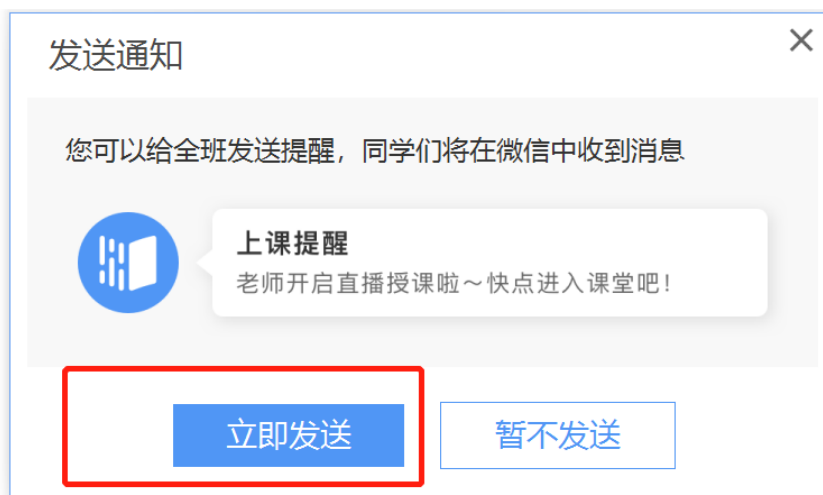 发送通知
您可以给全班发送提醒，同学们将在微信中收到消息
上课提醒
老师开启直播授课啦～快点进入课堂吧！
立即发送
暂不发送